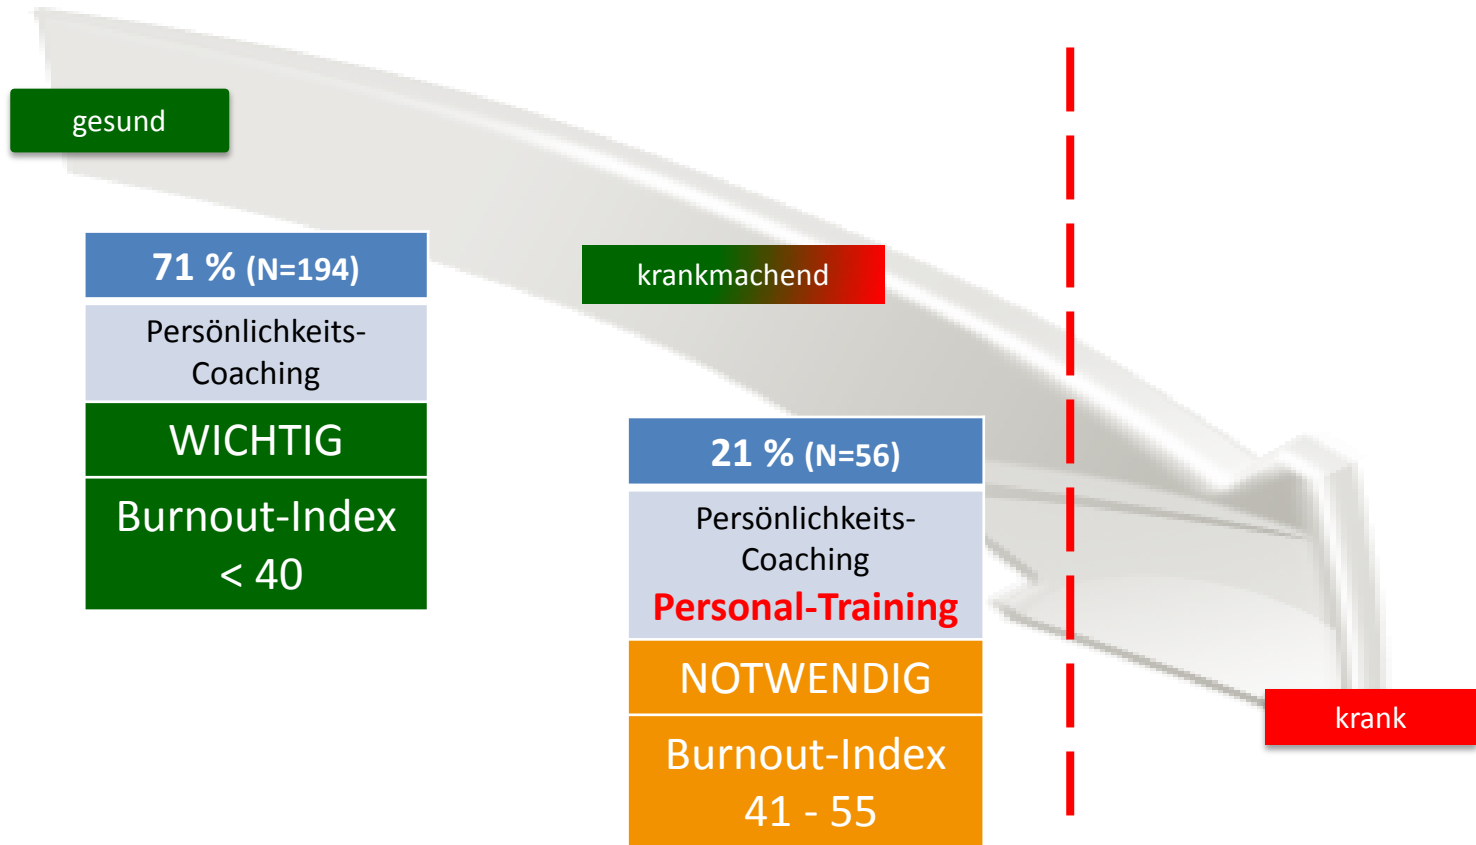 gesund
71 % (N=194)
Persönlichkeits-
Coaching
WICHTIG
Burnout-Index
< 40
krankmachend
21 % (N=56)
Persönlichkeits-
Coaching
Personal-Training
NOTWENDIG
Burnout-Index
41 - 55
krank